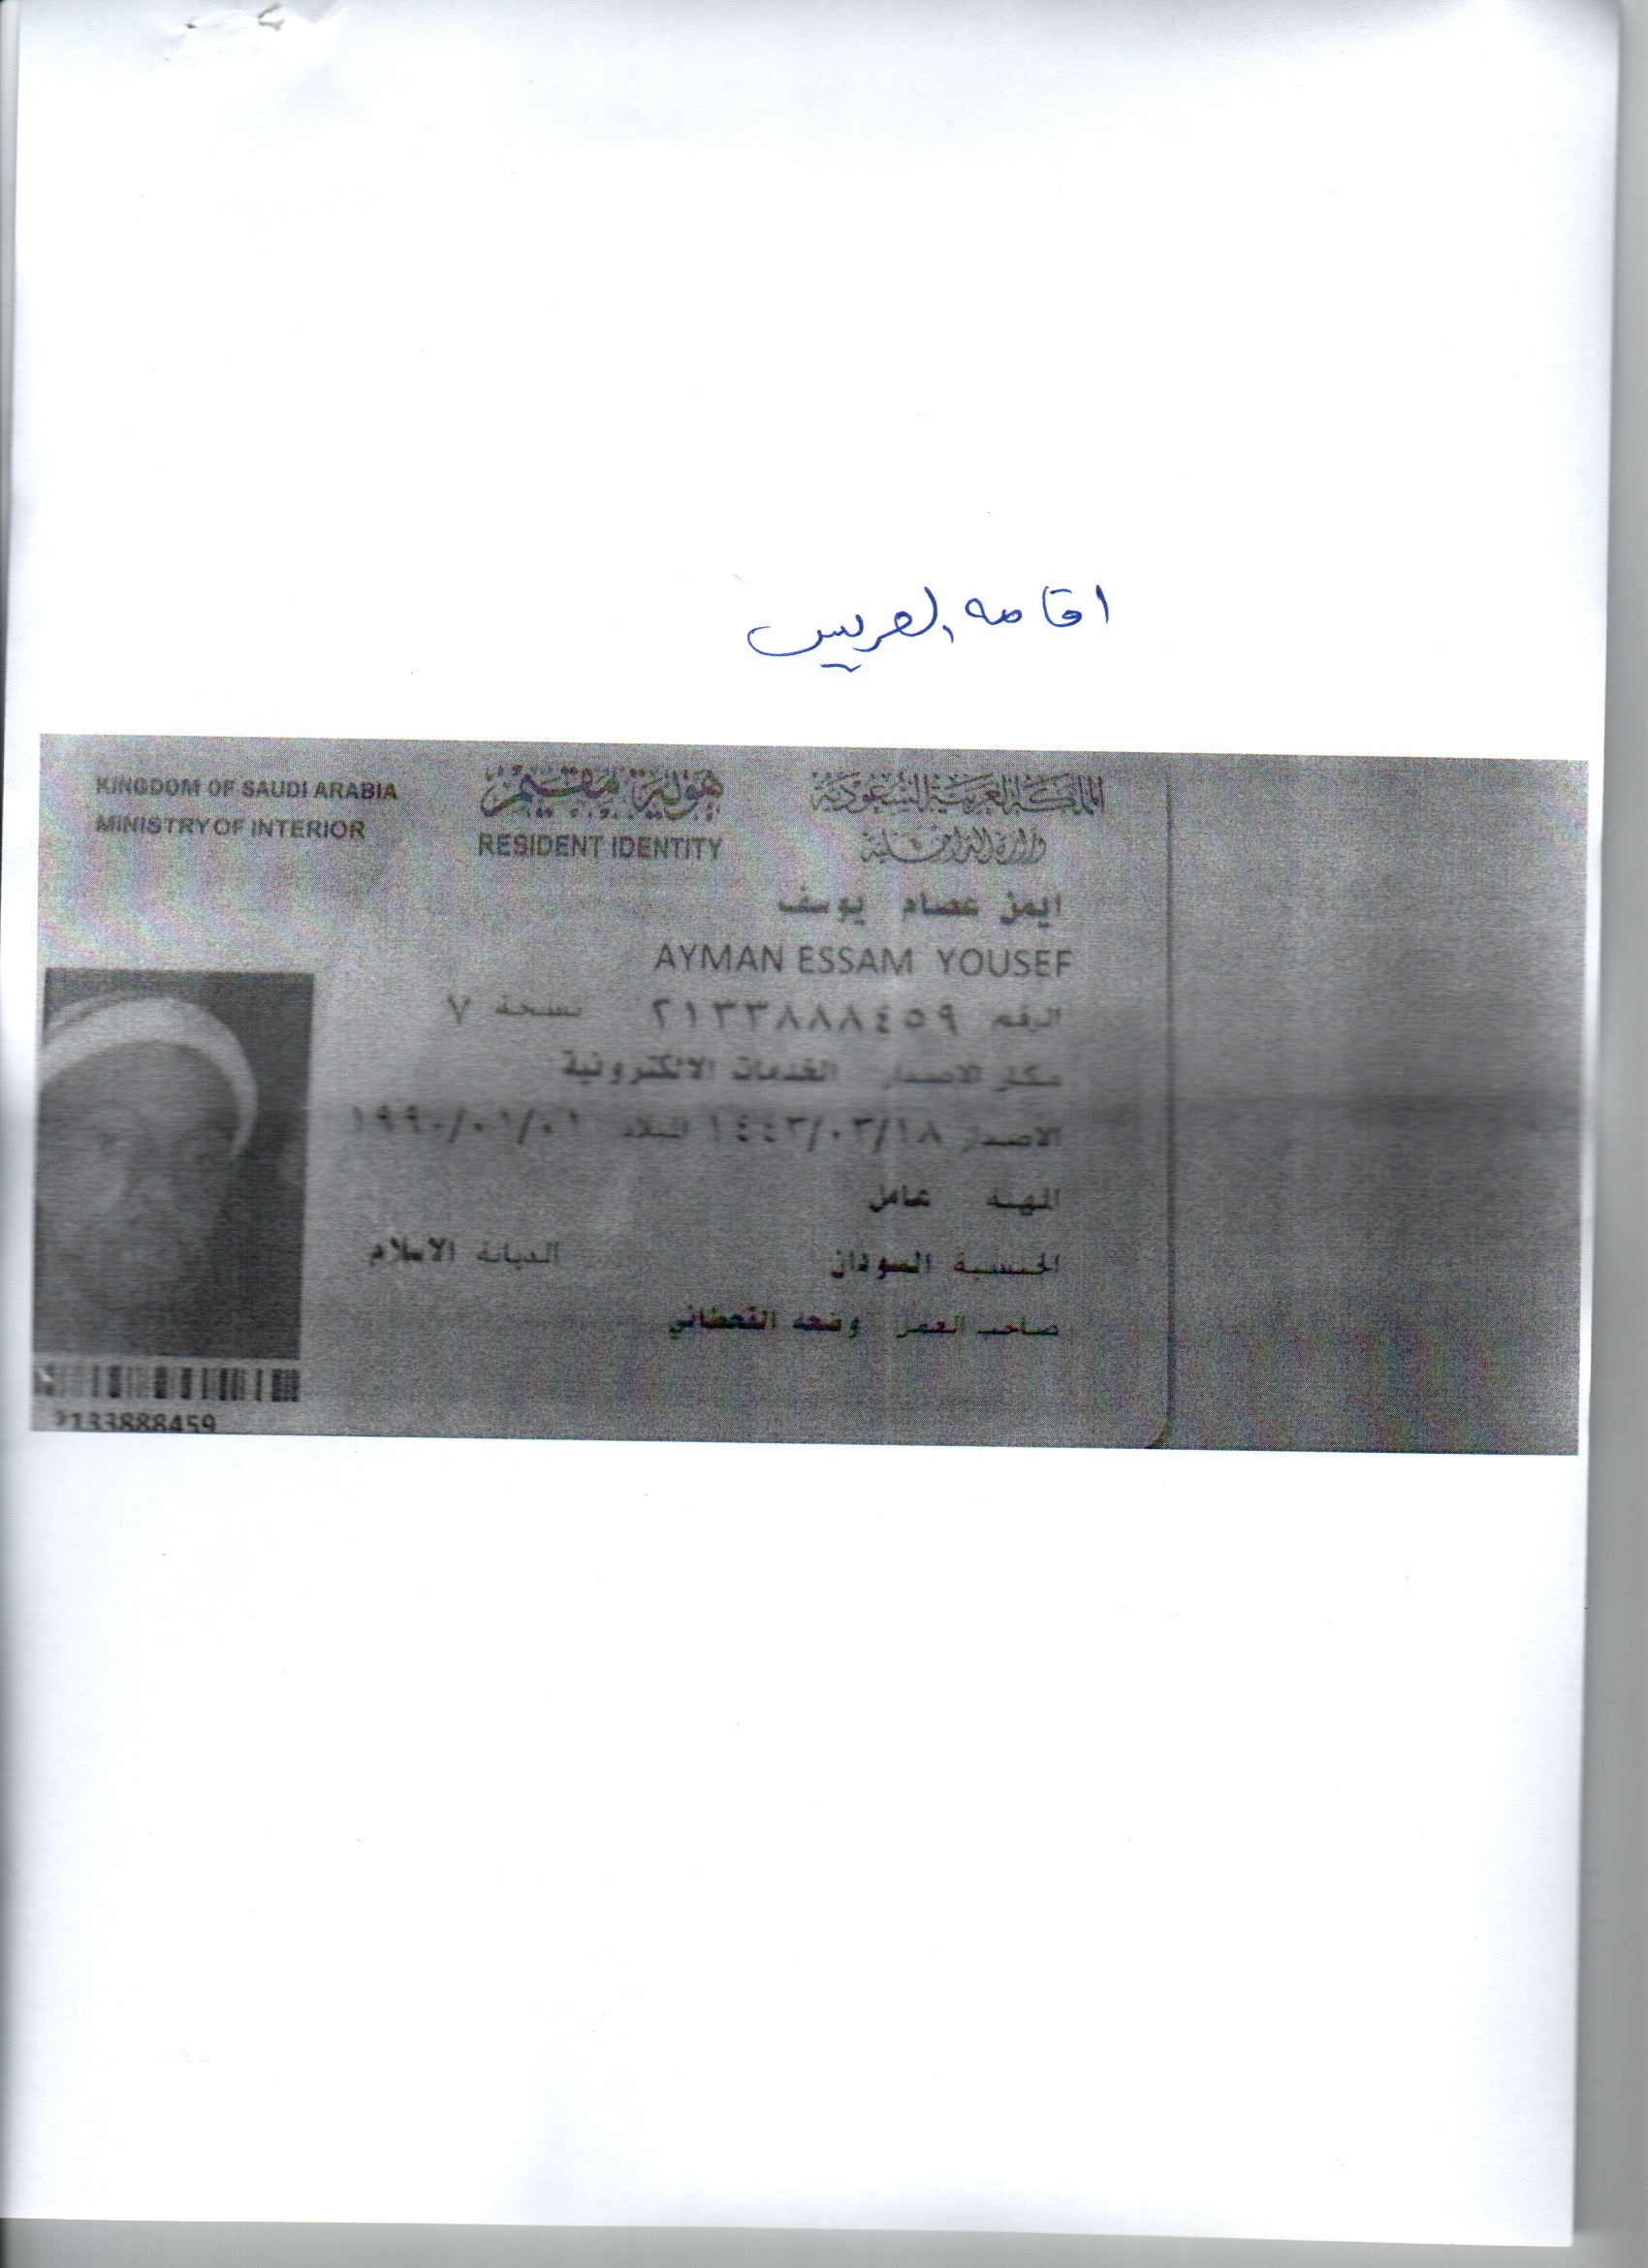 اقامه العريس
KINGDOM OF SAUDI ARABIA
MINISTRY OF INTERIOR
هوية مقيم
RESIDENT IDENTITY
المملكة العربية السعودية
وزارة الداخلية
ايمن عصام يوسف
AYMAN ESSAM YOUSEF
الرقم ٢١٣٣٨٨٨٤٥٩ نسخة ٧
مكان الاصدار الخدمات الالكترونية
الاصدار ١٤٤٣/٠٣/١٨ الميلاد ١٩٩٠/٠١/٠١
المهنة عامل
الجنسية السودان الديانة الاسلام
صاحب العمل وضحه القحطاني
2133888459